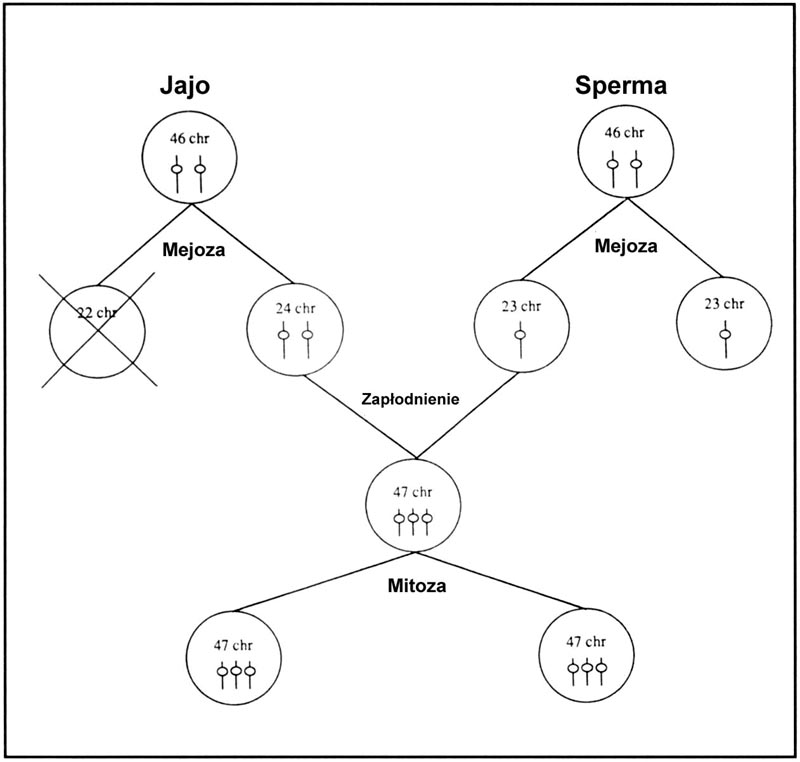 Jajo
Sperma
46 chr
46 chr
Mejoza
Mejoza
22 chr
24 chr
23 chr
23 chr
Zapłodnienie
47 chr
Mitoza
47 chr
47 chr